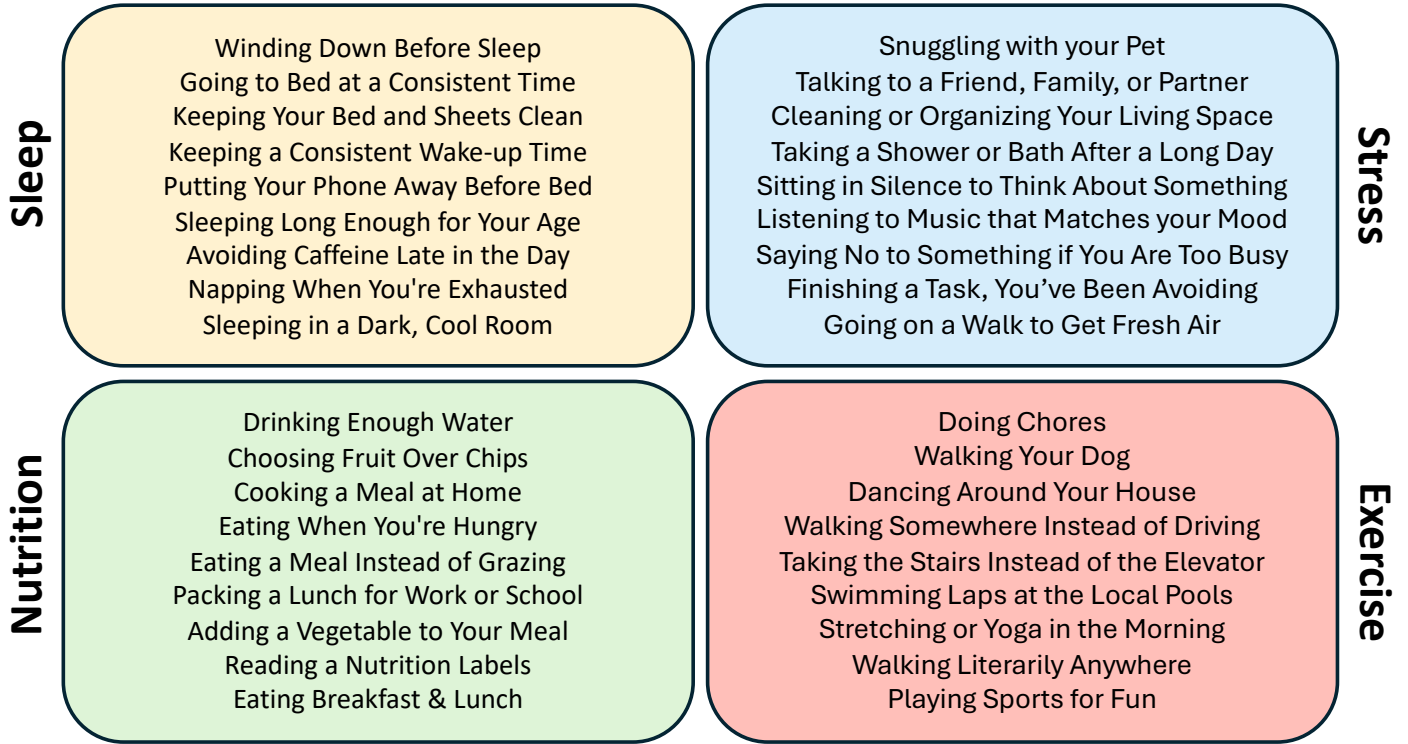 Sleep
Winding Down Before Sleep
Going to Bed at a Consistent Time
Keeping Your Bed and Sheets Clean
Keeping a Consistent Wake-up Time
Putting Your Phone Away Before Bed
Sleeping Long Enough for Your Age
Avoiding Caffeine Late in the Day
Napping When You're Exhausted
Sleeping in a Dark, Cool Room
Stress
Snuggling with your Pet
Talking to a Friend, Family, or Partner
Cleaning or Organizing Your Living Space
Taking a Shower or Bath After a Long Day
Sitting in Silence to Think About Something
Listening to Music that Matches your Mood
Saying No to Something if You Are Too Busy
Finishing a Task, You’ve Been Avoiding
Going on a Walk to Get Fresh Air
Nutrition
Drinking Enough Water
Choosing Fruit Over Chips
Cooking a Meal at Home
Eating When You're Hungry
Eating a Meal Instead of Grazing
Packing a Lunch for Work or School
Adding a Vegetable to Your Meal
Reading a Nutrition Labels
Eating Breakfast & Lunch
Exercise
Doing Chores
Walking Your Dog
Dancing Around Your House
Walking Somewhere Instead of Driving
Taking the Stairs Instead of the Elevator
Swimming Laps at the Local Pools
Stretching or Yoga in the Morning
Walking Literarily Anywhere
Playing Sports for Fun